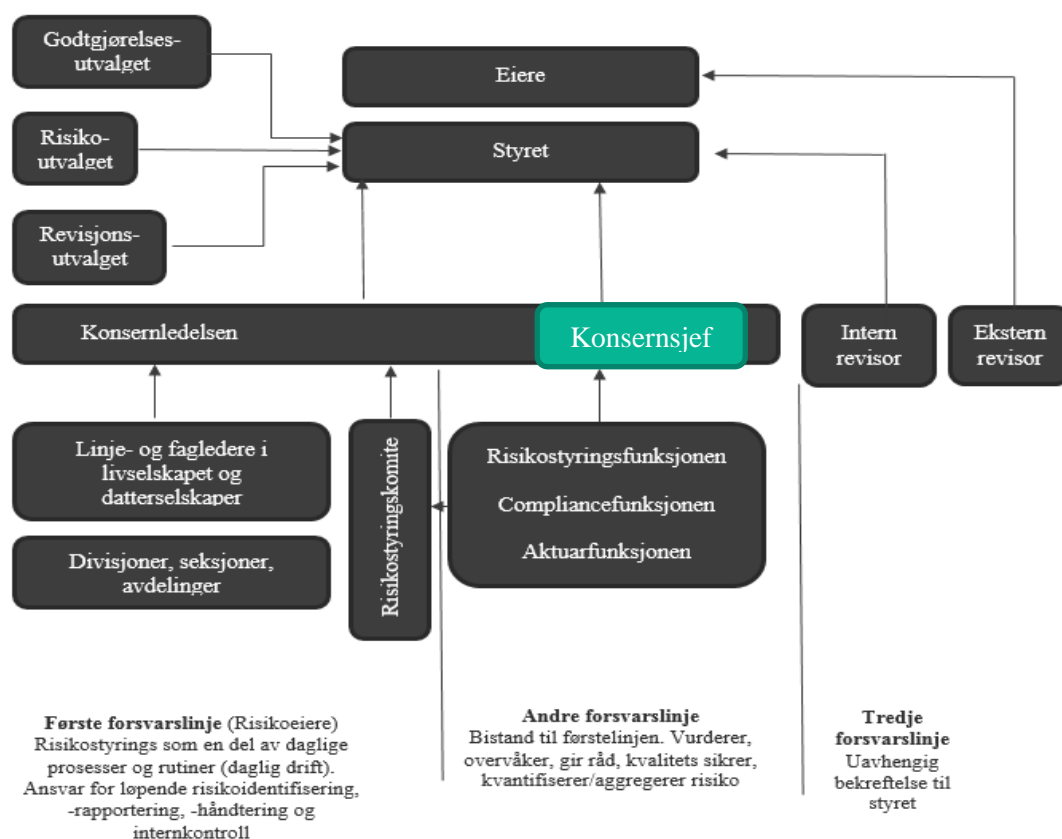 Godtgjørelses-
utvalget
Eiere
Risiko-
utvalget
Styret
Revisjons-
utvalget
Konsernledelsen
Konsernsjef
Intern
revisor
Ekstern
revisor
Linje- og fagledere i
livselskapet og
datterselskaper
Divisjoner, seksjoner,
avdelinger
Risikostyringskomite
Risikostyringsfunksjonen
Compliancefunksjonen
Aktuarfunksjonen
Første forsvarslinje (Risikoeiere)
Risikostyrings som en del av daglige
prosesser og rutiner (daglig drift).
Ansvar for løpende risikoidentifisering,
-rapportering, -håndtering og
internkontroll
Andre forsvarslinje
Bistand til førstelinjen. Vurderer,
overvåker, gir råd, kvalitets sikrer,
kvantifiserer/aggregerer risiko
Tredje
forsvarslinje
Uavhengig
bekreftelse til
styret